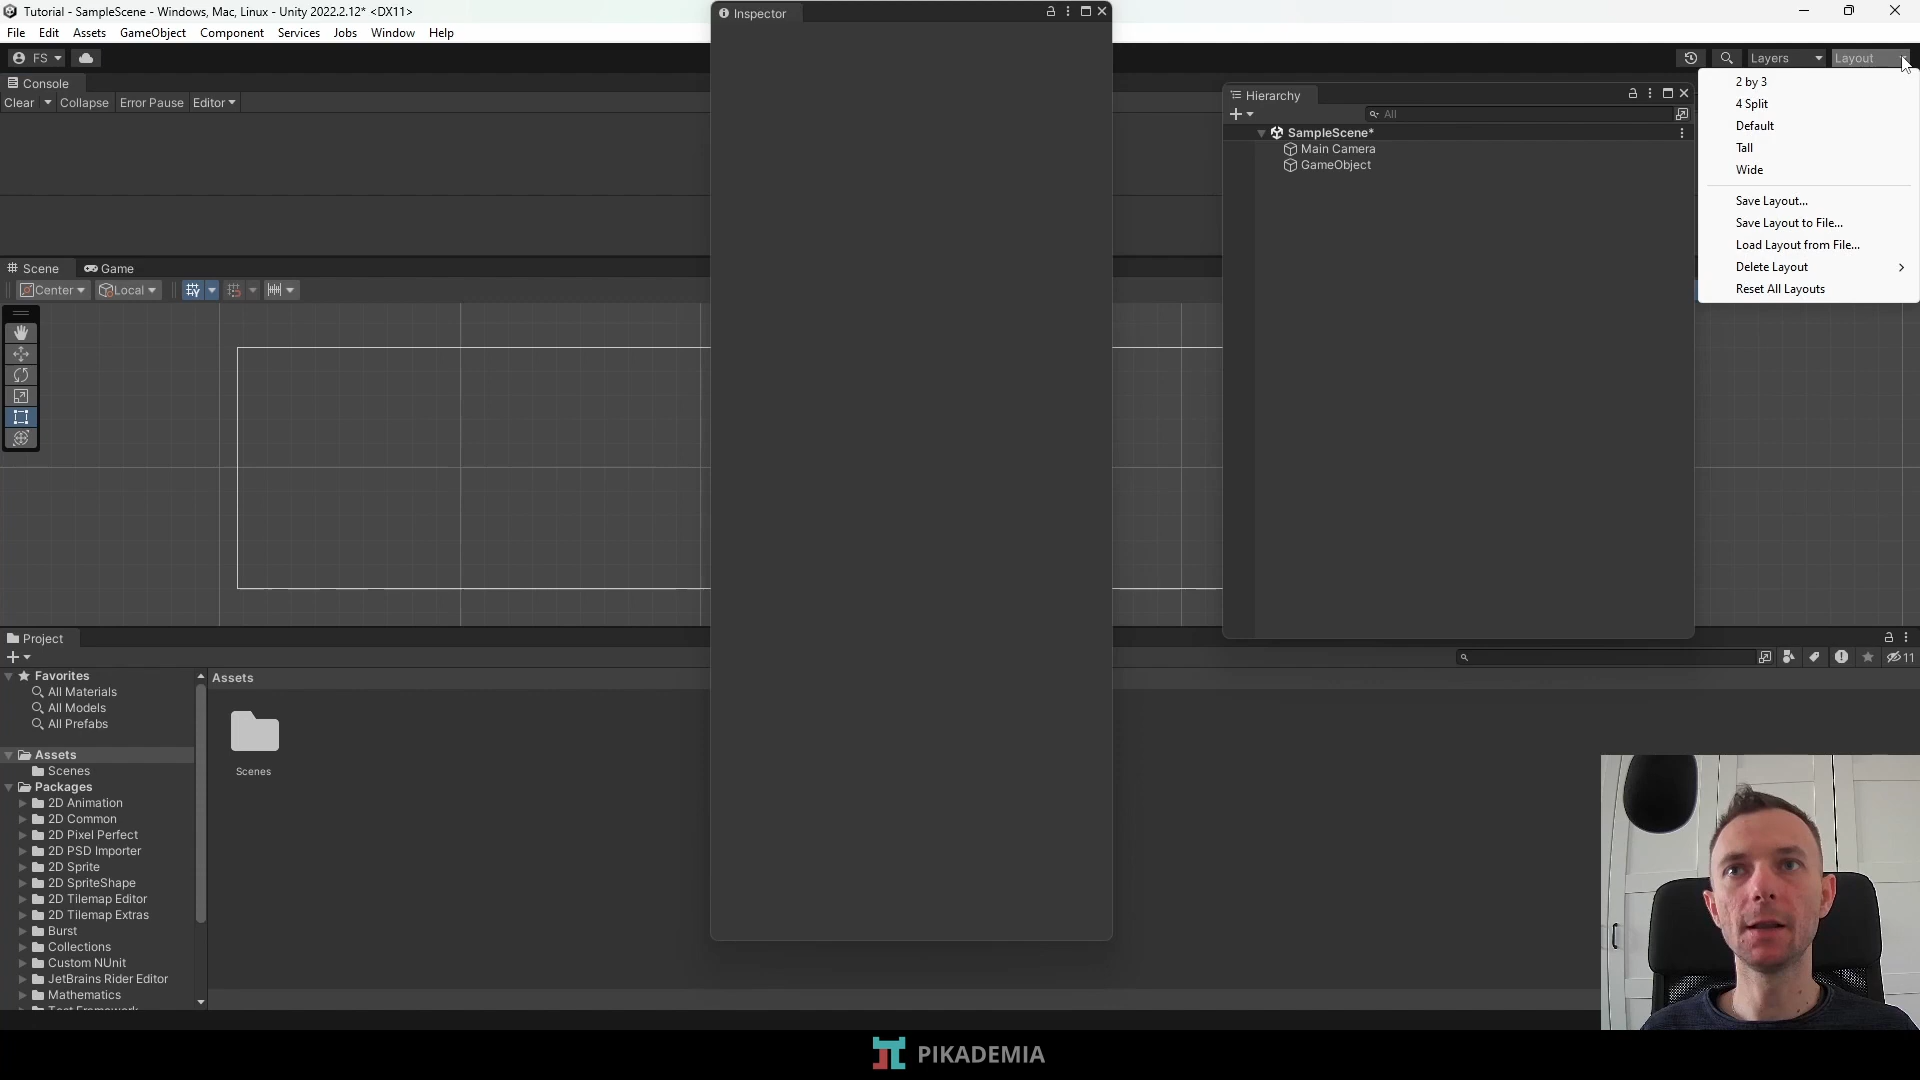 Tutorial - SampleScene - Windows, Mac, Linux - Unity 2022.2.12* <DX11>
File Edit Assets GameObject Component Services Jobs Window Help
FS
Layers Layout
Console
Clear Collapse Error Pause Editor
Scene Game
Center Local
Inspector
Hierarchy
All
SampleScene*
Main Camera
GameObject
2 by 3
4 Split
Default
Tall
Wide
Save Layout...
Save Layout to File...
Load Layout from File...
Delete Layout
Reset All Layouts
Project
11
Favorites
All Materials
All Models
All Prefabs
Assets
Scenes
Packages
2D Animation
2D Common
2D Pixel Perfect
2D PSD Importer
2D Sprite
2D SpriteShape
2D Tilemap Editor
2D Tilemap Extras
Burst
Collections
Custom NUnit
JetBrains Rider Editor
Mathematics
Assets
Scenes
PIKADEMIA